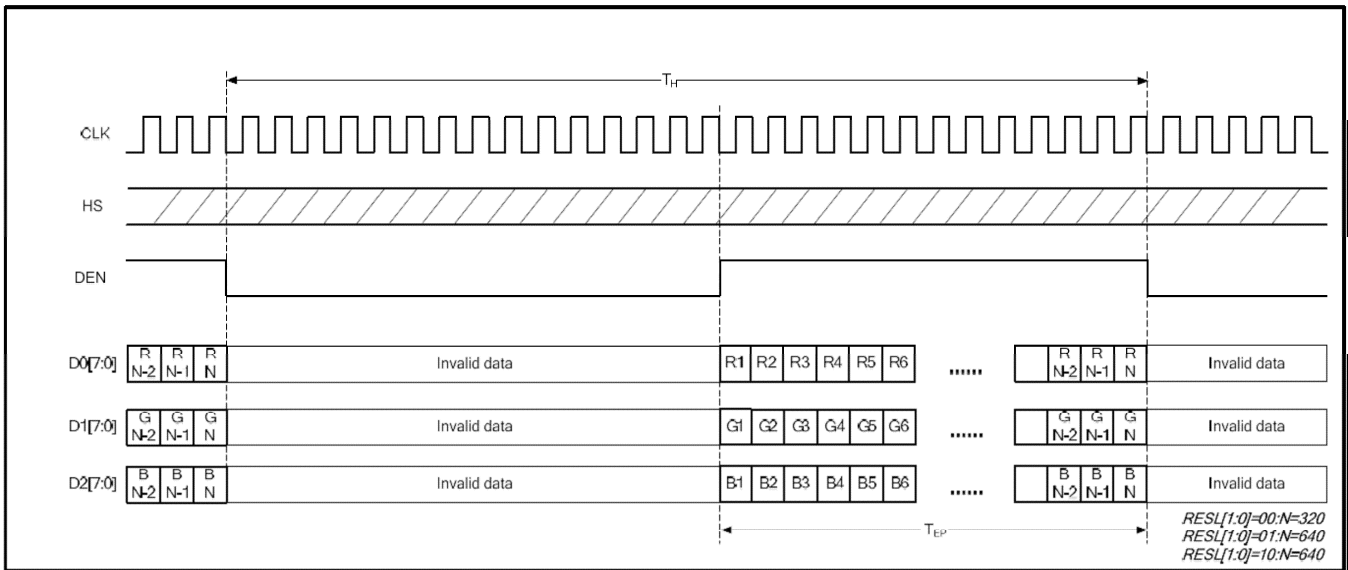 TH
CLK
HS
DEN
D0[7:0] R N-2 R N-1 R N Invalid data R1 R2 R3 R4 R5 R6 ...... R N-2 R N-1 R N Invalid data
D1[7:0] G N-2 G N-1 G N Invalid data G1 G2 G3 G4 G5 G6 ...... G N-2 G N-1 G N Invalid data
D2[7:0] B N-2 B N-1 B N Invalid data B1 B2 B3 B4 B5 B6 ...... B N-2 B N-1 B N Invalid data
TEP
RESL[1:0]=00:N=320
RESL[1:0]=01:N=640
RESL[1:0]=10:N=640